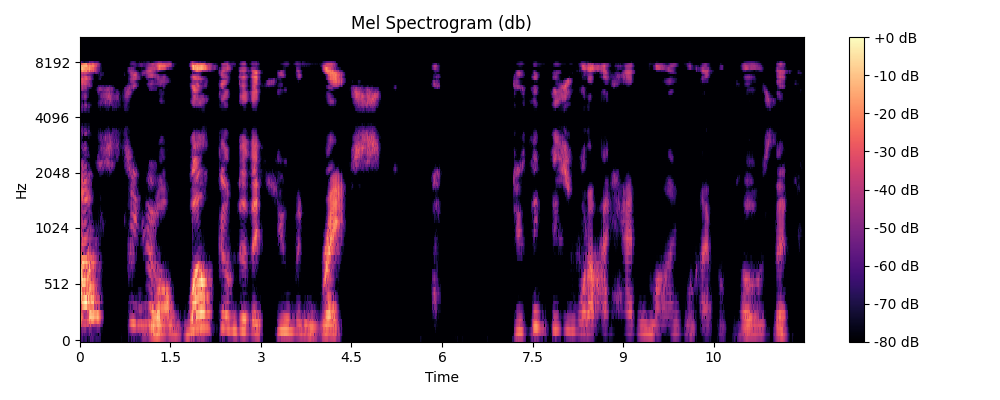 Mel Spectrogram (db)
8192
4096
2048
1024
512
0
Hz
0 1.5 3 4.5 6 7.5 9 10
Time
+0 dB
-10 dB
-20 dB
-30 dB
-40 dB
-50 dB
-60 dB
-70 dB
-80 dB